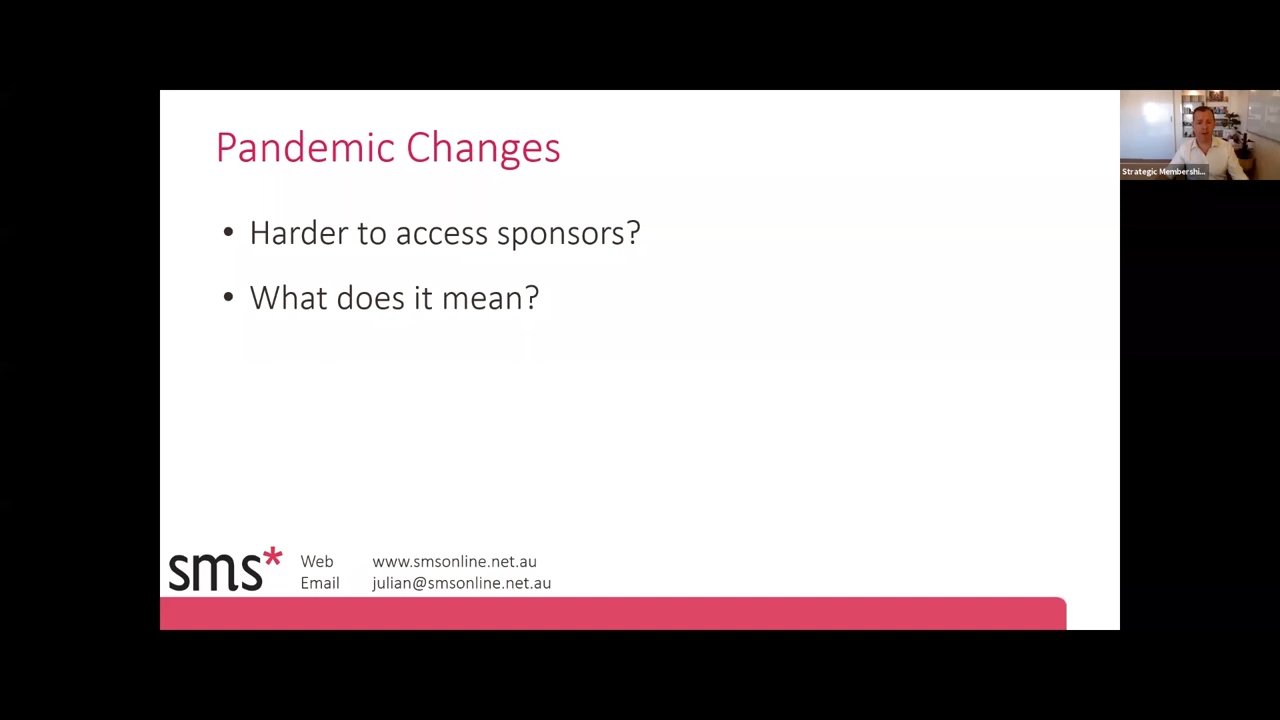 Pandemic Changes
• Harder to access sponsors?
• What does it mean?
sms*
Web www.smsonline.net.au
Email julian@smsonline.net.au
Strategic Membershi...